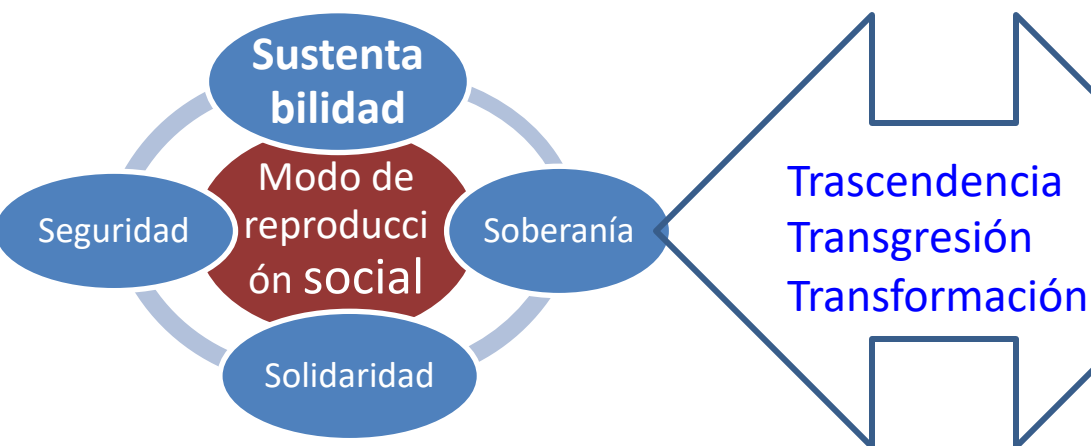 Sustenta
bilidad
Modo de
reproducci
ón social
Seguridad
Soberanía
Solidaridad
Trascendencia
Transgresión
Transformación